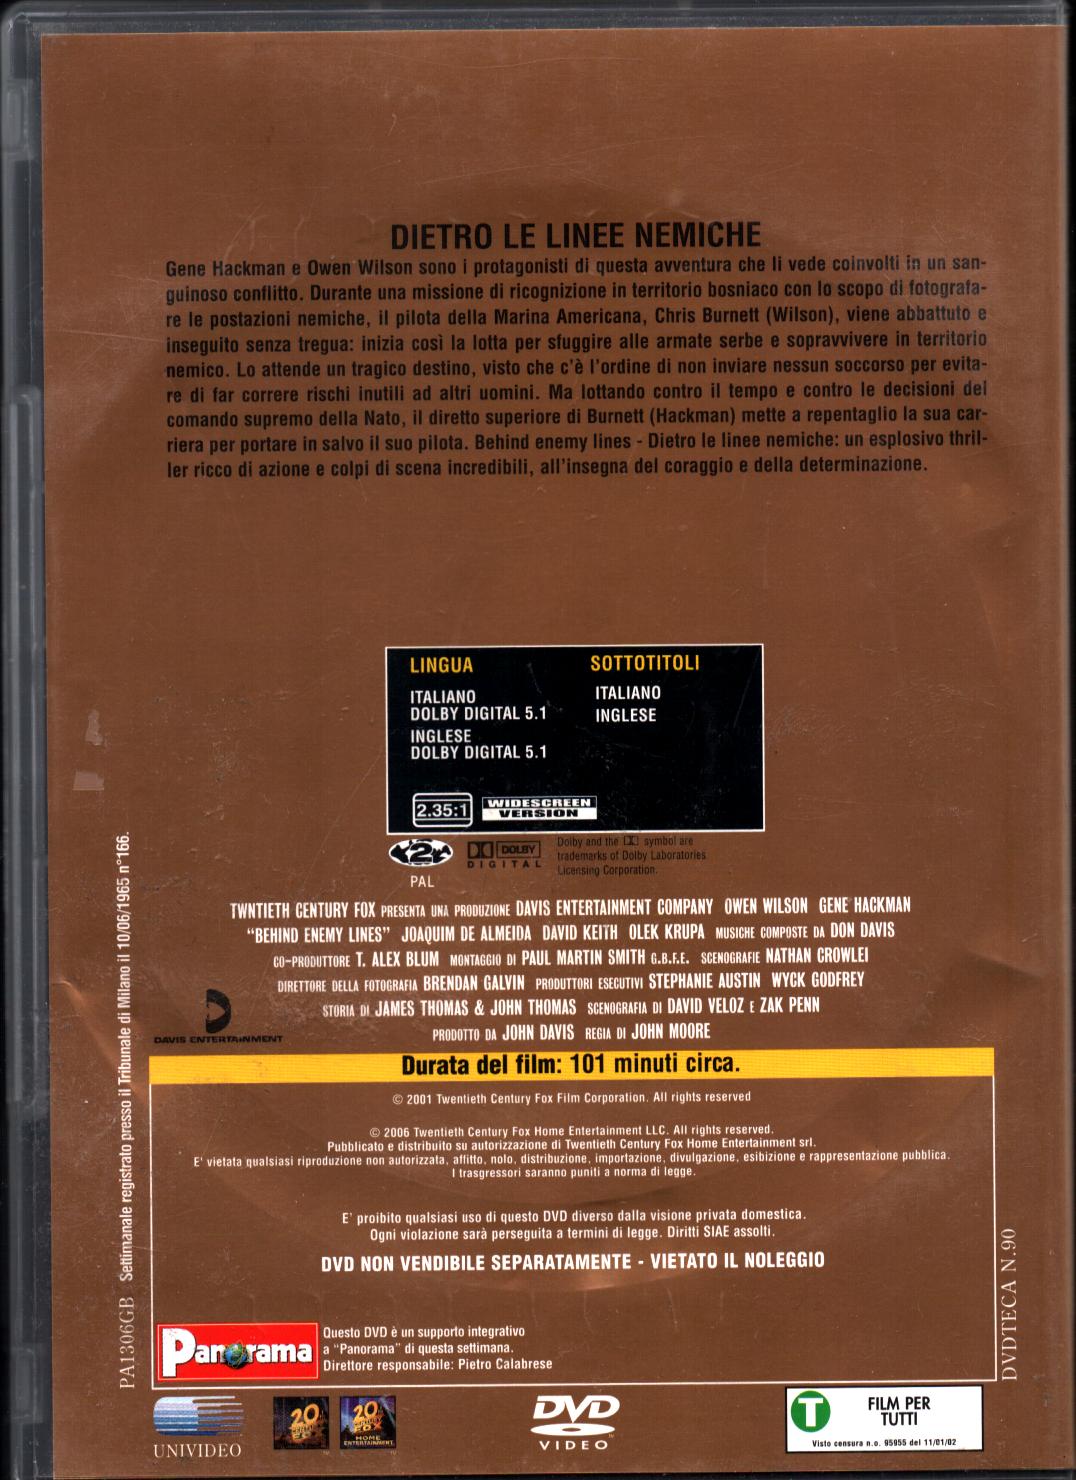 DIETRO LE LINEE NEMICHE
Gene Hackman e Owen Wilson sono i protagonisti di questa avventura che li vede coinvolti in un san-
guinoso conflitto. Durante una missione di ricognizione in territorio bosniaco con lo scopo di fotografa-
re le postazioni nemiche, il pilota della Marina Americana, Chris Burnett (Wilson), viene abbattuto e
inseguito senza tregua: inizia così la lotta per sfuggire alle armate serbe e sopravvivere in territorio
nemico. Lo attende un tragico destino, visto che c'è l'ordine di non inviare nessun soccorso per evita-
re di far correre rischi inutili ad altri uomini. Ma lottando contro il tempo e contro le decisioni del
comando supremo della Nato, il diretto superiore di Burnett (Hackman) mette a repentaglio la sua car-
riera per portare in salvo il suo pilota. Behind enemy lines - Dietro le linee nemiche: un esplosivo thril-
ler ricco di azione e colpi di scena incredibili, all'insegna del coraggio e della determinazione.
LINGUA
ITALIANO
DOLBY DIGITAL 5.1
INGLESE
DOLBY DIGITAL 5.1
SOTTOTITOLI
ITALIANO
INGLESE
2.35:1
WIDESCREEN
VERSION
2
PAL
DOLBY
DIGITAL
Dolby and the symbol are
trademarks of Dolby Laboratories
Licensing Corporation.
TWNTIETH CENTURY FOX PRESENTA UNA PRODUZIONE DAVIS ENTERTAINMENT COMPANY OWEN WILSON GENE HACKMAN
"BEHIND ENEMY LINES" JOAQUIM DE ALMEIDA DAVID KEITH OLEK KRUPA MUSICHE COMPOSTE DA DON DAVIS
CO-PRODUTTORE T. ALEX BLUM MONTAGGIO DI PAUL MARTIN SMITH G.B.F.E. SCENOGRAFIE NATHAN CROWLEI
DIRETTORE DELLA FOTOGRAFIA BRENDAN GALVIN PRODUTTORI ESECUTIVI STEPHANIE AUSTIN WYCK GODFREY
STORIA DI JAMES THOMAS & JOHN THOMAS SCENOGRAFIA DI DAVID VELOZ E ZAK PENN
PRODOTTO DA JOHN DAVIS REGIA DI JOHN MOORE
DAVIS ENTERTAINMENT
Durata del film: 101 minuti circa.
© 2001 Twentieth Century Fox Film Corporation. All rights reserved
© 2006 Twentieth Century Fox Home Entertainment LLC. All rights reserved.
Pubblicato e distribuito su autorizzazione di Twentieth Century Fox Home Entertainment srl.
E' vietata qualsiasi riproduzione non autorizzata, affitto, nolo, distribuzione, importazione, divulgazione, esibizione e rappresentazione pubblica.
I trasgressori saranno puniti a norma di legge.
E' proibito qualsiasi uso di questo DVD diverso dalla visione privata domestica.
Ogni violazione sarà perseguita a termini di legge. Diritti SIAE assolti.
DVD NON VENDIBILE SEPARATAMENTE - VIETATO IL NOLEGGIO
Panorama
Questo DVD è un supporto integrativo
a "Panorama" di questa settimana.
Direttore responsabile: Pietro Calabrese
PA1306GB Settimanale registrato presso il Tribunale di Milano il 10/06/1965 n°166.
DVDTECA N.90
UNIVIDEO
20
20th CENTURY FOX
HOME
ENTERTAINMENT
DVD
VIDEO
T
FILM PER
TUTTI
Visto censura n.o. 95955 del 11/01/02